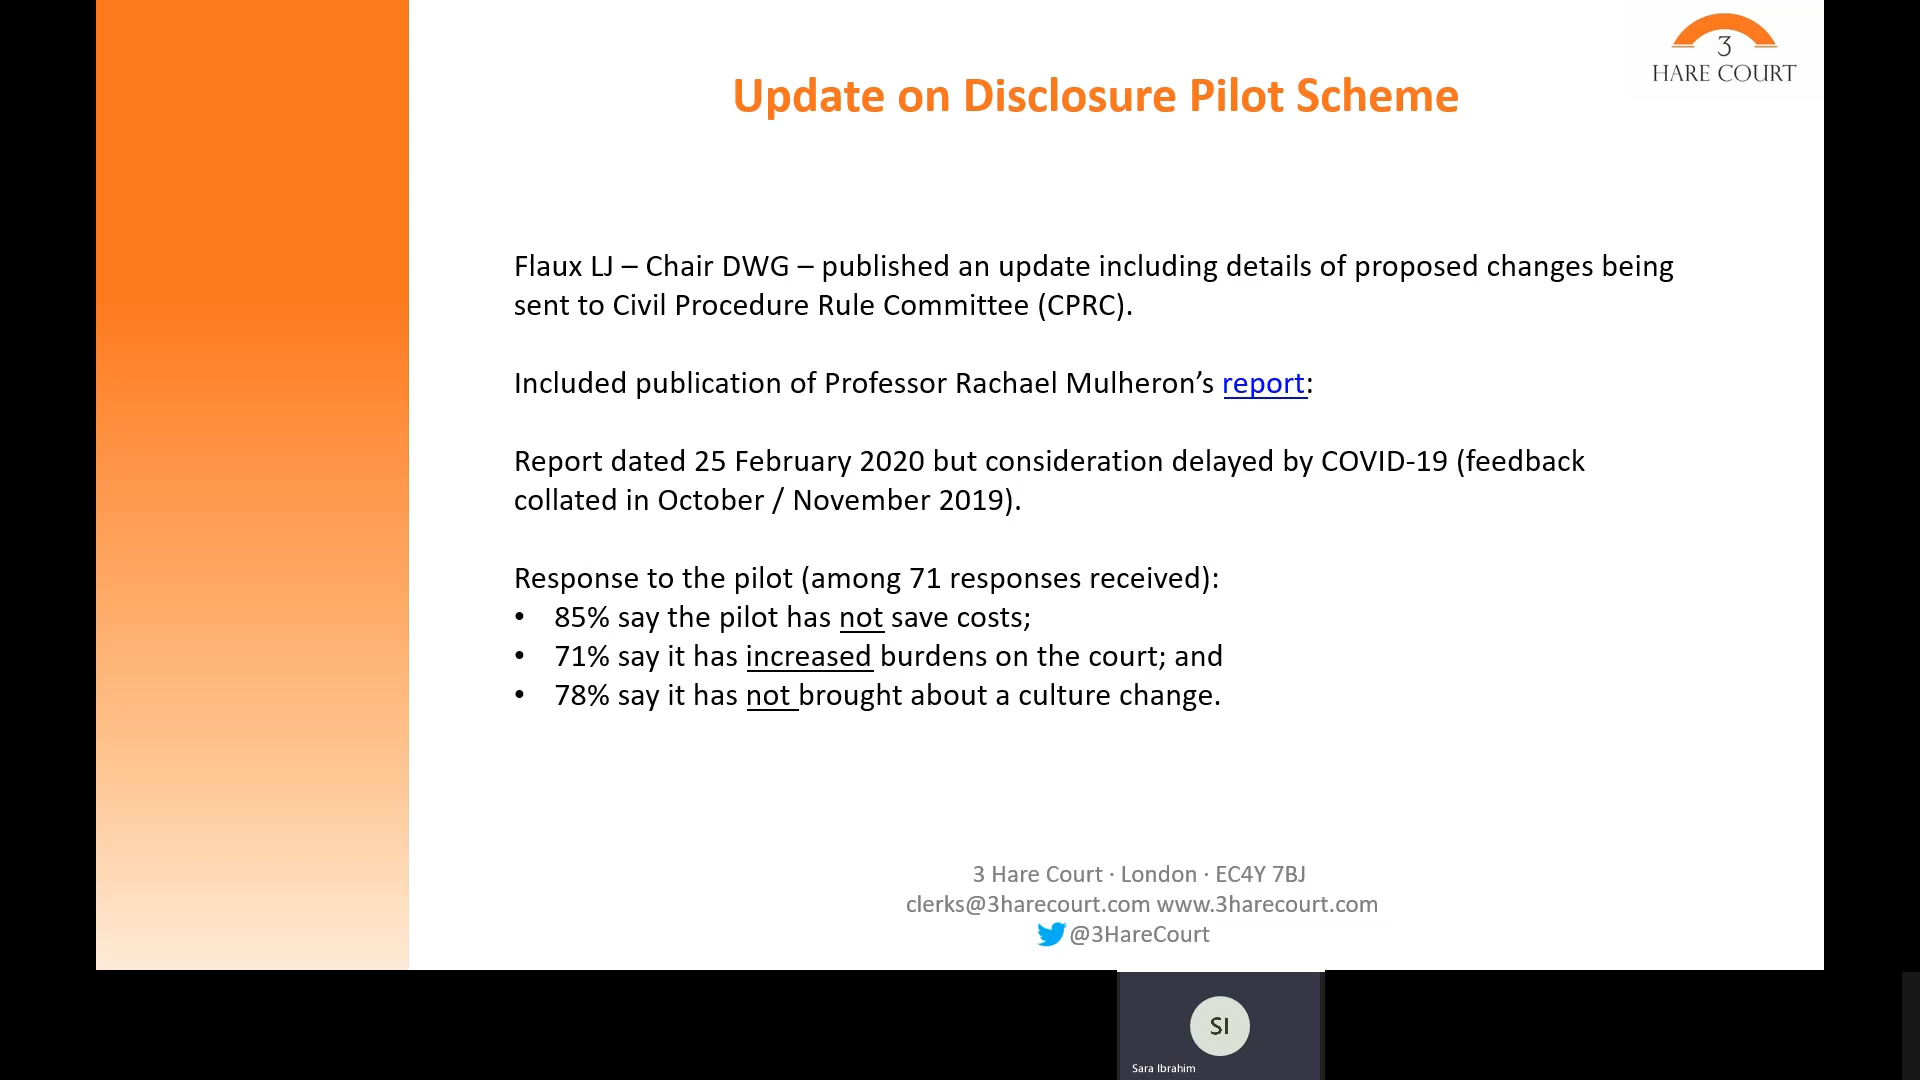 3
HARE COURT
Update on Disclosure Pilot Scheme
Flaux LJ – Chair DWG – published an update including details of proposed changes being
sent to Civil Procedure Rule Committee (CPRC).
Included publication of Professor Rachael Mulheron’s report:
Report dated 25 February 2020 but consideration delayed by COVID-19 (feedback
collated in October / November 2019).
Response to the pilot (among 71 responses received):
• 85% say the pilot has not save costs;
• 71% say it has increased burdens on the court; and
• 78% say it has not brought about a culture change.
3 Hare Court · London · EC4Y 7BJ
clerks@3harecourt.com www.3harecourt.com
@3HareCourt
SI
Sara Ibrahim